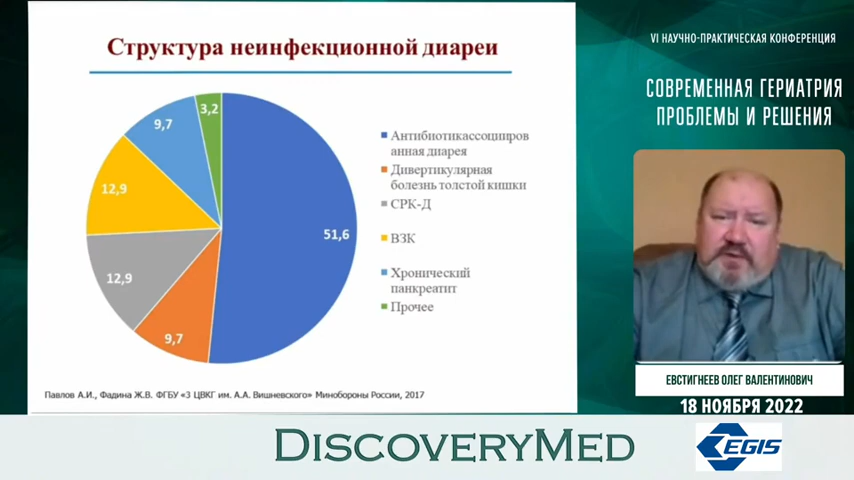 Структура неинфекционной диареи
3,2
9,7
12,9
12,9
9,7
51,6
Антибиотикассоцииров
анная диарея
Дивертикулярная
болезнь толстой кишки
СРК-Д
ВЗК
Хронический
панкреатит
Прочее
Павлов А.И., Фадина Ж.В. ФГБУ «3 ЦВКГ им. А.А. Вишневского» Минобороны России, 2017
VI НАУЧНО-ПРАКТИЧЕСКАЯ КОНФЕРЕНЦИЯ
СОВРЕМЕННАЯ ГЕРИАТРИЯ
ПРОБЛЕМЫ И РЕШЕНИЯ
ЕВСТИГНЕЕВ ОЛЕГ ВАЛЕНТИНОВИЧ
18 НОЯБРЯ 2022
DISCOVERYMED
EGIS